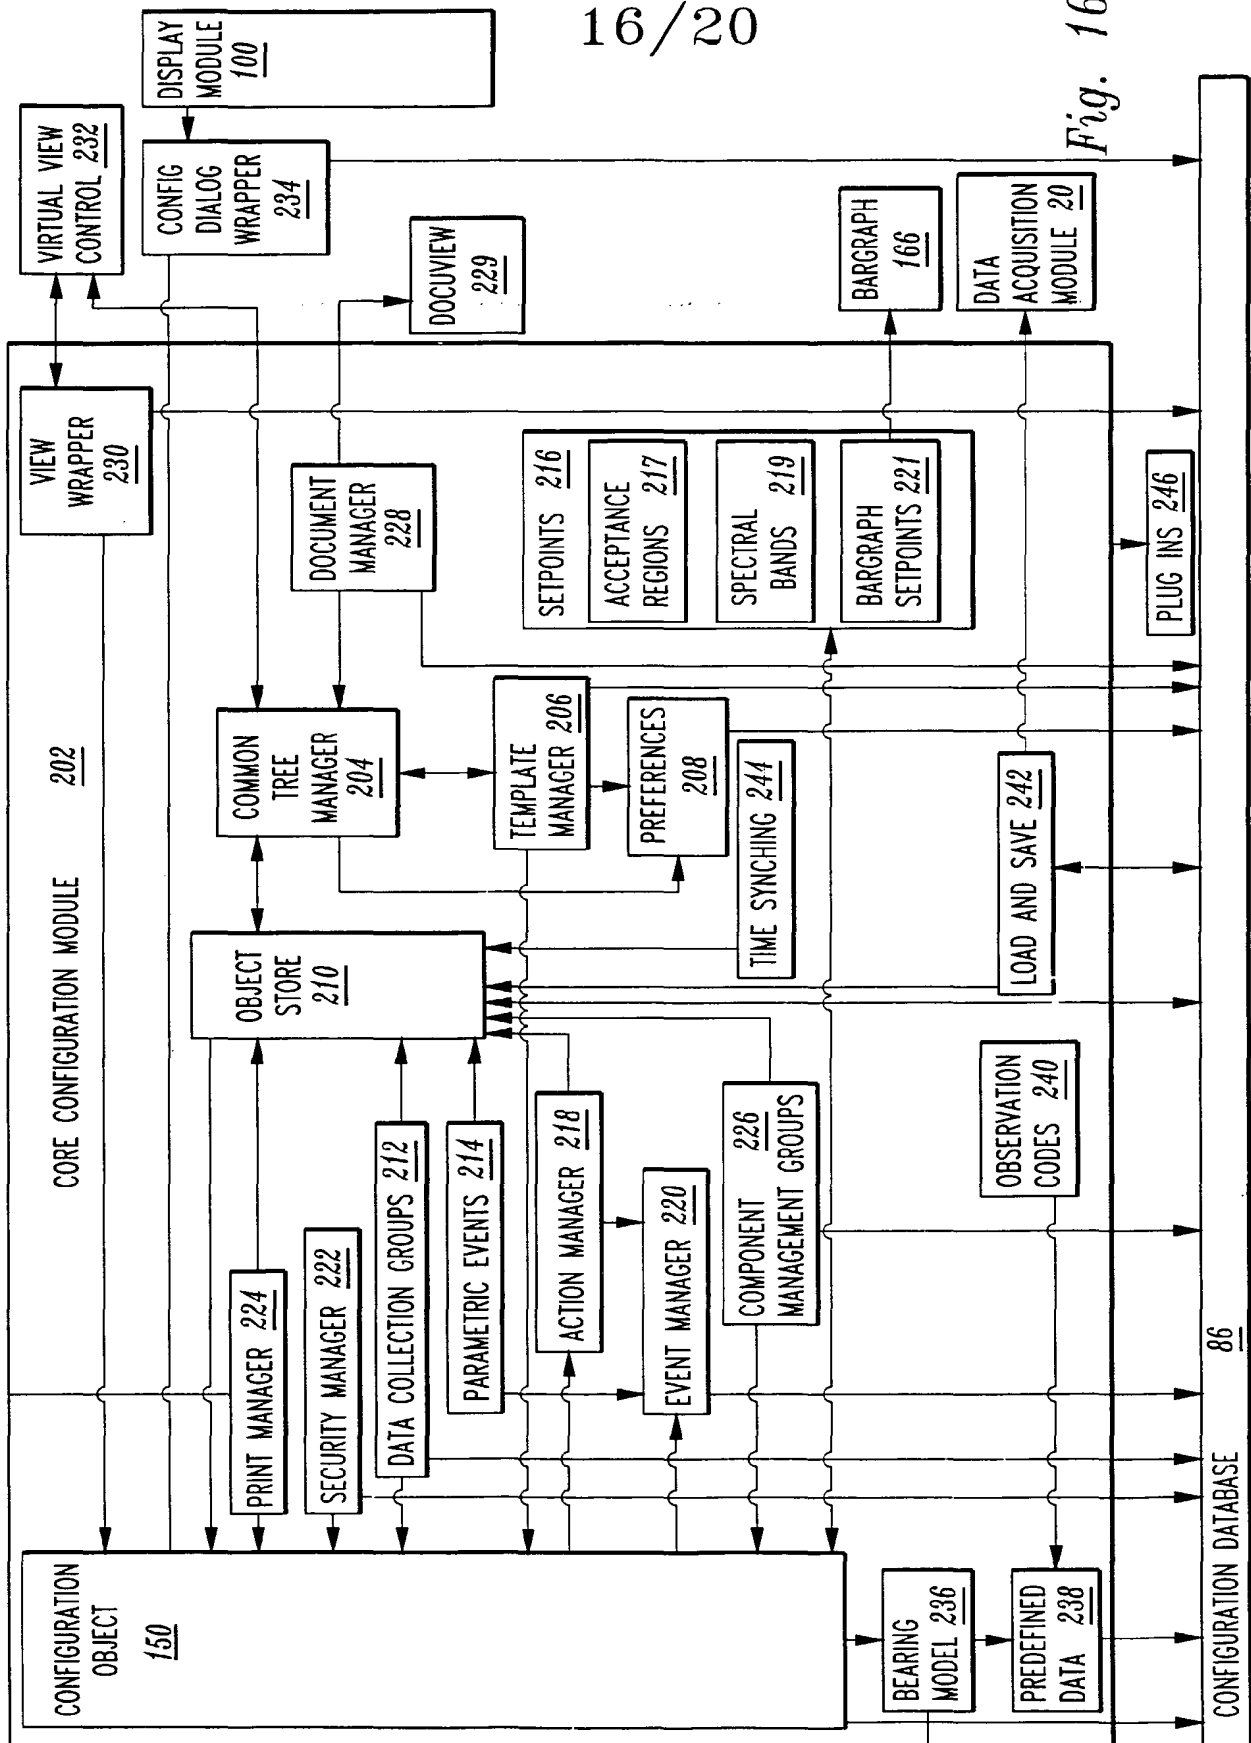 16/20
Fig. 16
DISPLAY
MODULE
100
VIRTUAL VIEW
CONTROL 232
CONFIG
DIALOG
WRAPPER
234
DOCUVIEW
229
BARGRAPH
166
DATA
ACQUISITION
MODULE 20
VIEW
WRAPPER
230
DOCUMENT
MANAGER
228
SETPOINTS 216
ACCEPTANCE
REGIONS 217
SPECTRAL
BANDS 219
BARGRAPH
SETPOINTS 221
PLUG INS 246
CORE CONFIGURATION MODULE 202
COMMON
TREE
MANAGER
204
TEMPLATE
MANAGER 206
PREFERENCES
208
TIME SYNCHING 244
LOAD AND SAVE 242
OBJECT
STORE
210
PRINT MANAGER 224
SECURITY MANAGER 222
DATA COLLECTION GROUPS 212
PARAMETRIC EVENTS 214
ACTION MANAGER 218
EVENT MANAGER 220
COMPONENT 226
MANAGEMENT GROUPS
OBSERVATION
CODES 240
CONFIGURATION
OBJECT
150
BEARING
MODEL 236
PREDEFINED
DATA 238
CONFIGURATION DATABASE 86